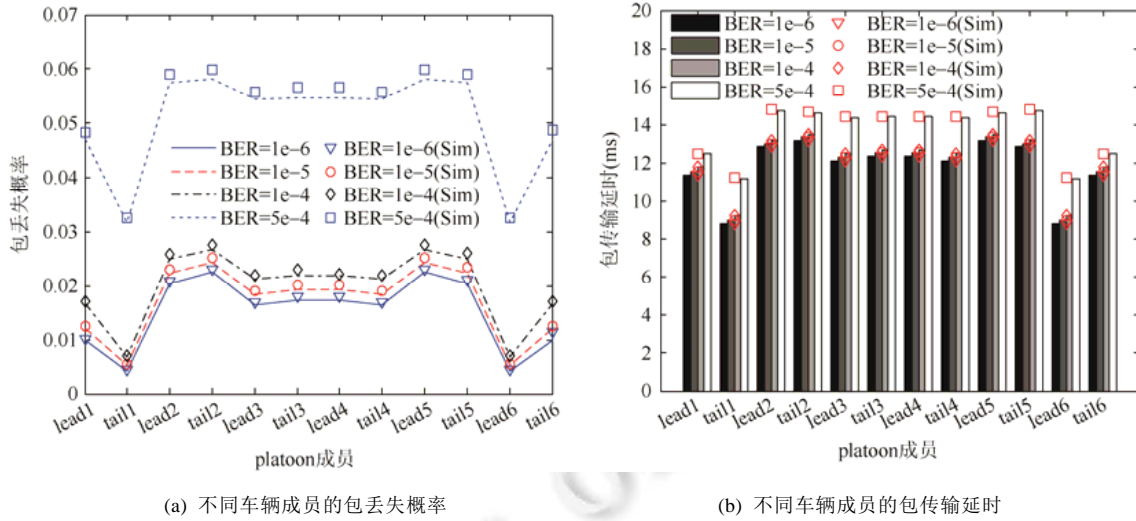 0.07
0.06
0.05
0.04
0.03
0.02
0.01
0
包丢失概率
BER=1e−6
BER=1e−5
BER=1e−4
BER=5e−4
BER=1e−6(Sim)
BER=1e−5(Sim)
BER=1e−4(Sim)
BER=5e−4(Sim)
lead1
tail1
lead2
tail2
lead3
tail3
lead4
tail4
lead5
tail5
lead6
tail6
platoon成员
(a) 不同车辆成员的包丢失概率
20
18
16
14
12
10
8
6
4
2
0
包传输延时(ms)
BER=1e−6
BER=1e−5
BER=1e−4
BER=5e−4
BER=1e−6(Sim)
BER=1e−5(Sim)
BER=1e−4(Sim)
BER=5e−4(Sim)
lead1
tail1
lead2
tail2
lead3
tail3
lead4
tail4
lead5
tail5
lead6
tail6
platoon成员
(b) 不同车辆成员的包传输延时